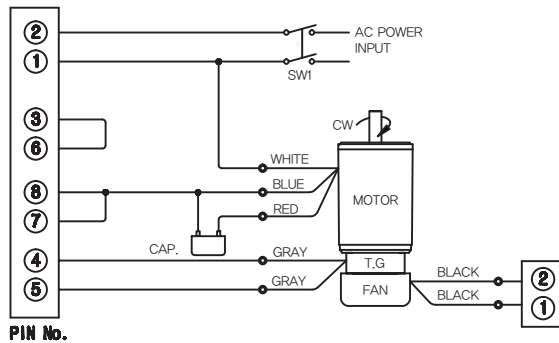 ②
AC POWER
INPUT
①
SW1
③
CW
⑥
WHITE
⑧
BLUE
MOTOR
RED
⑦
CAP.
④
GRAY
T.G
BLACK
②
⑤
GRAY
FAN
BLACK
①
PIN No.